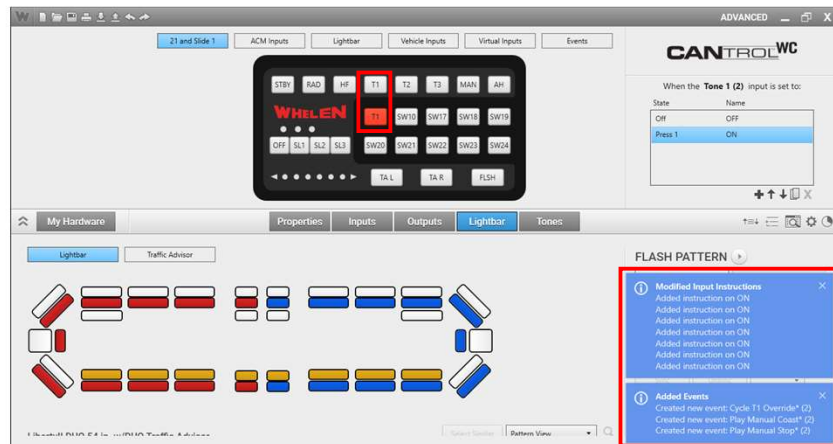 ADVANCED
21 and Slide 1 ACM Inputs Lightbar Vehicle Inputs Virtual Inputs Events
CANTROLWC
When the Tone 1 (2) input is set to:
State Name
Off OFF
Press 1 ON
STBY RAD HF T1 T2 T3 MAN AH
WHELEN
T1 SW10 SW17 SW18 SW19
OFF SL1 SL2 SL3 SW20 SW21 SW22 SW23 SW24
TA L TA R FLSH
My Hardware Properties Inputs Outputs Lightbar Tones
Lightbar Traffic Advisor
FLASH PATTERN
Modified Input Instructions
Added instruction on ON
Added instruction on ON
Added instruction on ON
Added instruction on ON
Added instruction on ON
Added instruction on ON
Added instruction on ON
Added Events
Created new event: Cycle T1 Override* (2)
Created new event: Play Manual Coast* (2)
Created new event: Play Manual Stop* (2)
Select Similar Pattern View